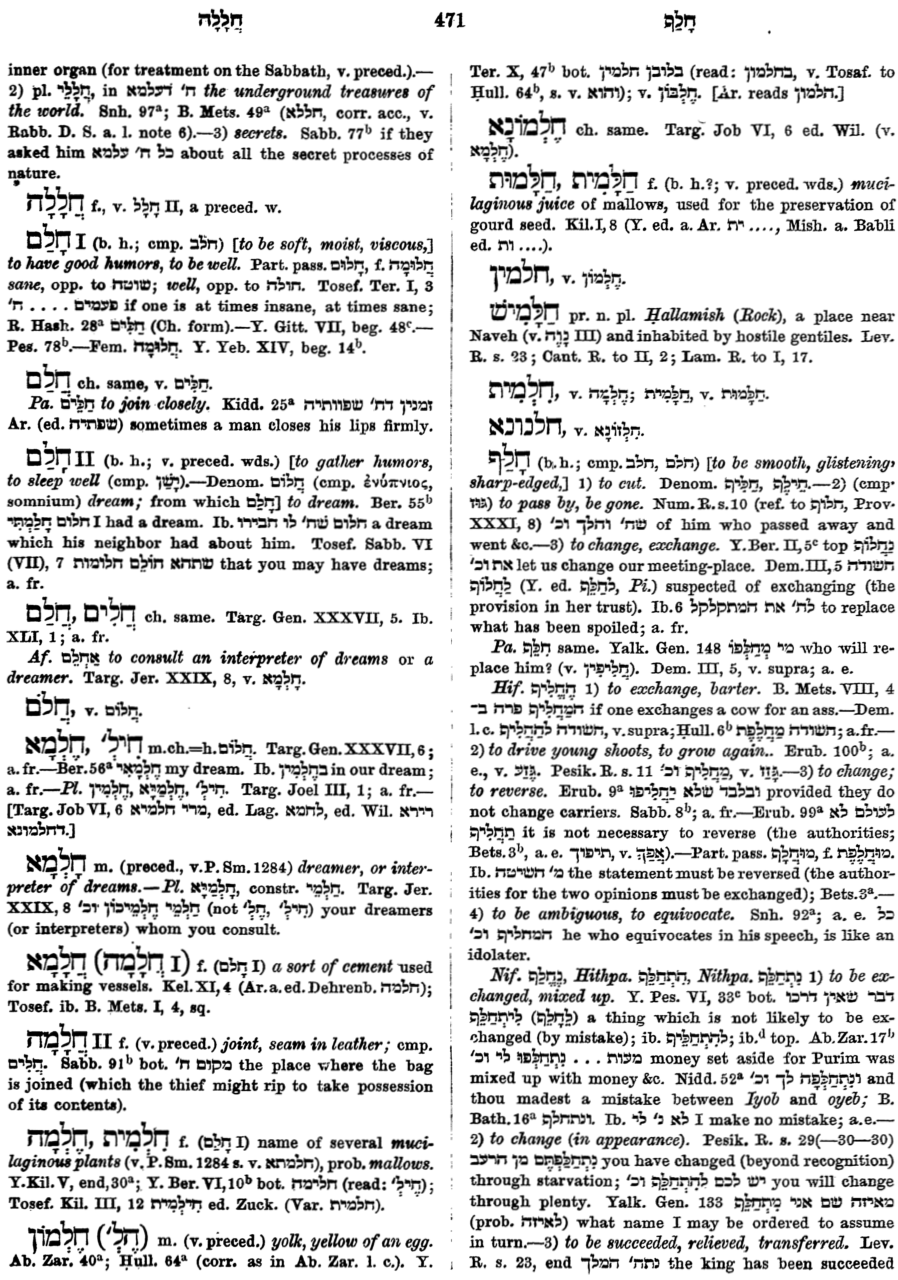 חֲלָלָה
471
חָלַף
inner organ (for treatment on the Sabbath, v. preced.).—
2) pl. חֲלָלֵי, in ח' דעלמא the underground treasures of
the world. Snh. 97ᵃ; B. Mets. 49ᵃ (חללא, corr. acc., v.
Rabb. D. S. a. l. note 6).—3) secrets. Sabb. 77ᵇ if they
asked him כל ח' עלמא about all the secret processes of
nature.
חֲלָלָה f., v. חָלָל II, a preced. w.
חָלַם I (b. h.; cmp. חלב) [to be soft, moist, viscous,]
to have good humors, to be well. Part. pass. חָלוּם, f. חֲלוּמָה
sane, opp. to שוטה; well, opp. to חולה. Tosef. Ter. I, 3
פעמים . . . . ח' if one is at times insane, at times sane;
R. Hash. 28ᵃ חֲלִים (Ch. form).—Y. Gitt. VII, beg. 48ᶜ.—
Pes. 78ᵇ.—Fem. חֲלוּמָה. Y. Yeb. XIV, beg. 14ᵇ.
חֲלַם ch. same, v. חֲלִים.
Pa. חַלֵּים to join closely. Kidd. 25ᵃ זמנין דח' שפוותיה
Ar. (ed. שפתיה) sometimes a man closes his lips firmly.
חָלַם II (b. h.; v. preced. wds.) [to gather humors,
to sleep well (cmp. יָשֵׁן).—Denom. חֲלוֹם (cmp. ἐνύπνιος,
somnium) dream; from which חָלַם] to dream. Ber. 55ᵇ
חלום חָלַמְתִּי I had a dream. Ib. חלום שח' לו חבירו a dream
which his neighbor had about him. Tosef. Sabb. VI
(VII), 7 שתהא חוֹלֵם חלומות that you may have dreams;
a. fr.
חֲלַם, חֲלִים ch. same. Targ. Gen. XXXVII, 5. Ib.
XLI, 1; a. fr.
Af. אַחְלֵם to consult an interpreter of dreams or a
dreamer. Targ. Jer. XXIX, 8, v. חָלְמָא.
חֲלֹם, v. חֲלוֹם.
חֶלְמָא, חֵיל' m.ch.=h. חֲלוֹם. Targ. Gen. XXXVII, 6;
a. fr.—Ber. 56ᵃ חֶלְמָאי my dream. Ib. בחֶלְמָין in our dream;
a. fr.—Pl. חֶלְמַיָּא, חֶלְמִין, חֵיל'. Targ. Joel III, 1; a. fr.—
[Targ. Job VI, 6 מרי חלמיא, ed. Lag. לחמא, ed. Wil. רירא
דחלמונא.]
חָלְמָא m. (preced., v. P. Sm. 1284) dreamer, or inter-
preter of dreams.—Pl. חָלְמַיָּא, constr. חָלְמֵי. Targ. Jer.
XXIX, 8 חָלְמֵי חֶלְמֵיכוֹן וכ' (not חֵיל', חֶל') your dreamers
(or interpreters) whom you consult.
חֲלָמָא (חֲלָמָה I) f. (חָלַם I) a sort of cement used
for making vessels. Kel. XI, 4 (Ar. a. ed. Dehrenb. חלמה);
Tosef. ib. B. Mets. I, 4, sq.
חֲלָמָה II f. (v. preced.) joint, seam in leather; cmp.
חֲלִים. Sabb. 91ᵇ bot. מקום ח' the place where the bag
is joined (which the thief might rip to take possession
of its contents).
חֶלְמָה, חֶלְמִית f. (חָלַם I) name of several muci-
laginous plants (v. P. Sm. 1284 s. v. חלמתא), prob. mallows.
Y. Kil. V, end, 30ᵃ; Y. Ber. VI, 10ᵇ bot. חלימה (read: חֵיל');
Tosef. Kil. III, 12 חִילְמִית ed. Zuck. (Var. חלמית).
חֶלְמוֹן (חֵל') m. (v. preced.) yolk, yellow of an egg.
Ab. Zar. 40ᵃ; Ḥull. 64ᵃ (corr. as in Ab. Zar. l. c.). Y.
Ter. X, 47ᵇ bot. בלובן חלמין (read: בחלמון, v. Tosaf. to
Ḥull. 64ᵇ, s. v. והוא); v. חֶלְבּוֹן. [Ar. reads חלמון.]
חֶלְמוֹנָא ch. same. Targ. Job VI, 6 ed. Wil. (v.
חֶלְמָא).
חַלָּמוּת, חַלָּמִית f. (b. h.?; v. preced. wds.) muci-
laginous juice of mallows, used for the preservation of
gourd seed. Kil. I, 8 (Y. ed. a. Ar. ית ...., Mish. a. Babli
ed. ות ....).
חלמין, v. חֶלְמוֹן.
חַלָּמִישׁ pr. n. pl. Ḥallamish (Rock), a place near
Naveh (v. נָוֶה III) and inhabited by hostile gentiles. Lev.
R. s. 23; Cant. R. to II, 2; Lam. R. to I, 17.
חֶלְמִית, v. חֶלְמָה; חַלָּמִית, v. חַלָּמוּת.
חלנונא, v. חִלְזוֹנָא.
חָלַף (b. h.; cmp. חלב, חלם) [to be smooth, glistening,
sharp-edged,] 1) to cut. Denom. חִילֵּף, חָלִיף.—2) (cmp.
גוז) to pass by, be gone. Num. R. s. 10 (ref. to חלוף, Prov.
XXXI, 8) שח' והלך וכ' of him who passed away and
went &c.—3) to change, exchange. Y. Ber. II, 5ᶜ top נַחֲלוֹף
את וכ' let us change our meeting-place. Dem. III, 5 חשודה
לַחֲלוֹף (Y. ed. לְחַלֵּף, Pi.) suspected of exchanging (the
provision in her trust). Ib. 6 לח' את המתקלקל to replace
what has been spoiled; a. fr.
Pa. חִלֵּף same. Yalk. Gen. 148 מי מְחַלְּפוֹ who will re-
place him? (v. חֲלִיפִין). Dem. III, 5, v. supra; a. e.
Hif. הֶחֱלִיף 1) to exchange, barter. B. Mets. VIII, 4
המַחֲלִיף פרה ב־ if one exchanges a cow for an ass.—Dem.
l. c. חשודה להַחֲלִיף, v. supra; Ḥull. 6ᵇ חשודה מַחֲלֶפֶת; a. fr.—
2) to drive young shoots, to grow again.. Erub. 100ᵇ; a.
e., v. גֶּזַע. Pesik. R. s. 11 מַחֲלִיף וכ', v. גָּזַז.—3) to change;
to reverse. Erub. 9ᵃ ובלבד שלא יַחֲלִיפוּ provided they do
not change carriers. Sabb. 8ᵇ; a. fr.—Erub. 99ᵃ לעולם לא
תַחֲלִיף it is not necessary to reverse (the authorities;
Bets. 3ᵇ, a. e. תיפוך, v. אֲפַךְ).—Part. pass. מוּחְלָף, f. מוּחְלֶפֶת.
Ib. מ' השיטה the statement must be reversed (the author-
ities for the two opinions must be exchanged); Bets. 3ᵃ.—
4) to be ambiguous, to equivocate. Snh. 92ᵃ; a. e. כל
המחליף וכ' he who equivocates in his speech, is like an
idolater.
Nif. נֶחֱלַף, Hithpa. הִתְחַלֵּף, Nithpa. נִתְחַלֵּף 1) to be ex-
changed, mixed up. Y. Pes. VI, 33ᶜ bot. דבר שאין דרכו
לִיתְחַלֵּף (לֵחָלֵף) a thing which is not likely to be ex-
changed (by mistake); ib. לְהִתְחַלֵּיף; ib.ᵈ top. Ab. Zar. 17ᵇ
מעות . . . נִתְחַלְּפוּ לי וכ' money set aside for Purim was
mixed up with money &c. Nidd. 52ᵃ ונִתְחַלְּפָה לך וכ' and
thou madest a mistake between Iyob and oyeb; B.
Bath. 16ᵃ ונתחלף. Ib. לא נ' לי I make no mistake; a. e.—
2) to change (in appearance). Pesik. R. s. 29(—30—30)
נִתְחַלַּפְתֶּם מן הרעב you have changed (beyond recognition)
through starvation; יש לכם להִתְחַלֵּף וכ' you will change
through plenty. Yalk. Gen. 133 מאיזה שם אני מִתְחַלֵּף
(prob. לאיזה) what name I may be ordered to assume
in turn.—3) to be succeeded, relieved, transferred. Lev.
R. s. 23, end נתח' המלך the king has been succeeded